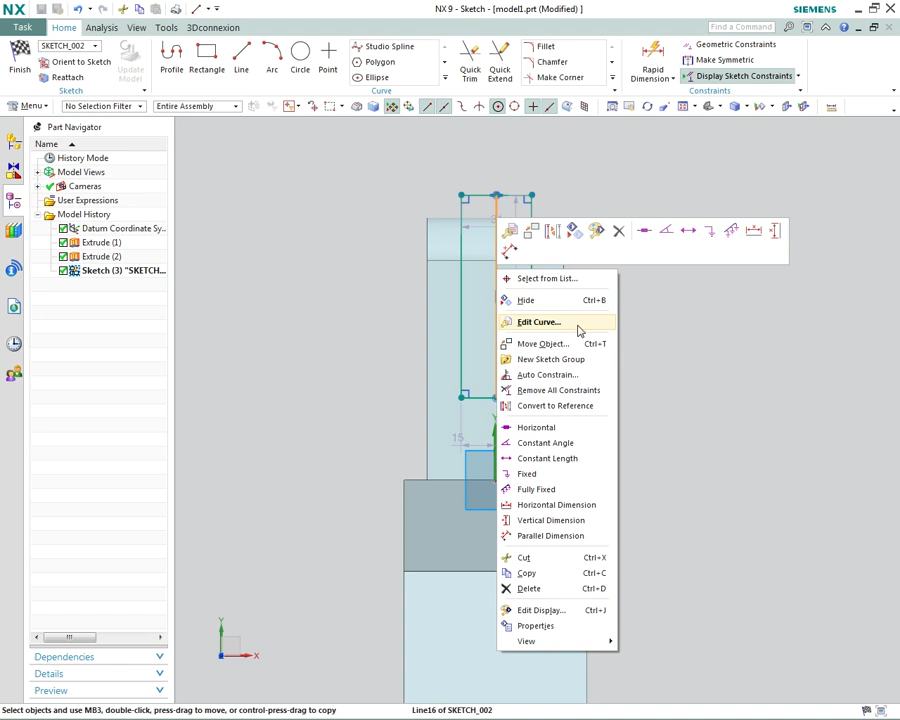 NX
NX 9 - Sketch - [model1.prt (Modified) ]
SIEMENS
Task
Home
Analysis
View
Tools
3Dconnexion
Find a Command
SKETCH_002
Orient to Sketch
Reattach
Finish
Update
Model
Sketch
Profile
Rectangle
Line
Arc
Circle
Point
Studio Spline
Polygon
Ellipse
Curve
Quick
Trim
Quick
Extend
Fillet
Chamfer
Make Corner
Rapid
Dimension
Geometric Constraints
Make Symmetric
Display Sketch Constraints
Constraints
Menu
No Selection Filter
Entire Assembly
Part Navigator
Name
History Mode
Model Views
Cameras
User Expressions
Model History
Datum Coordinate Sy...
Extrude (1)
Extrude (2)
Sketch (3) "SKETCH...
Dependencies
Details
Preview
15
Y
X
Select from List...
Hide Ctrl+B
Edit Curve...
Move Object... Ctrl+T
New Sketch Group
Auto Constrain...
Remove All Constraints
Convert to Reference
Horizontal
Constant Angle
Constant Length
Fixed
Fully Fixed
Horizontal Dimension
Vertical Dimension
Parallel Dimension
Cut Ctrl+X
Copy Ctrl+C
Delete Ctrl+D
Edit Display... Ctrl+J
Properties
View
Select objects and use MB3, double-click, press-drag to move, or control-press-drag to copy
Line16 of SKETCH_002